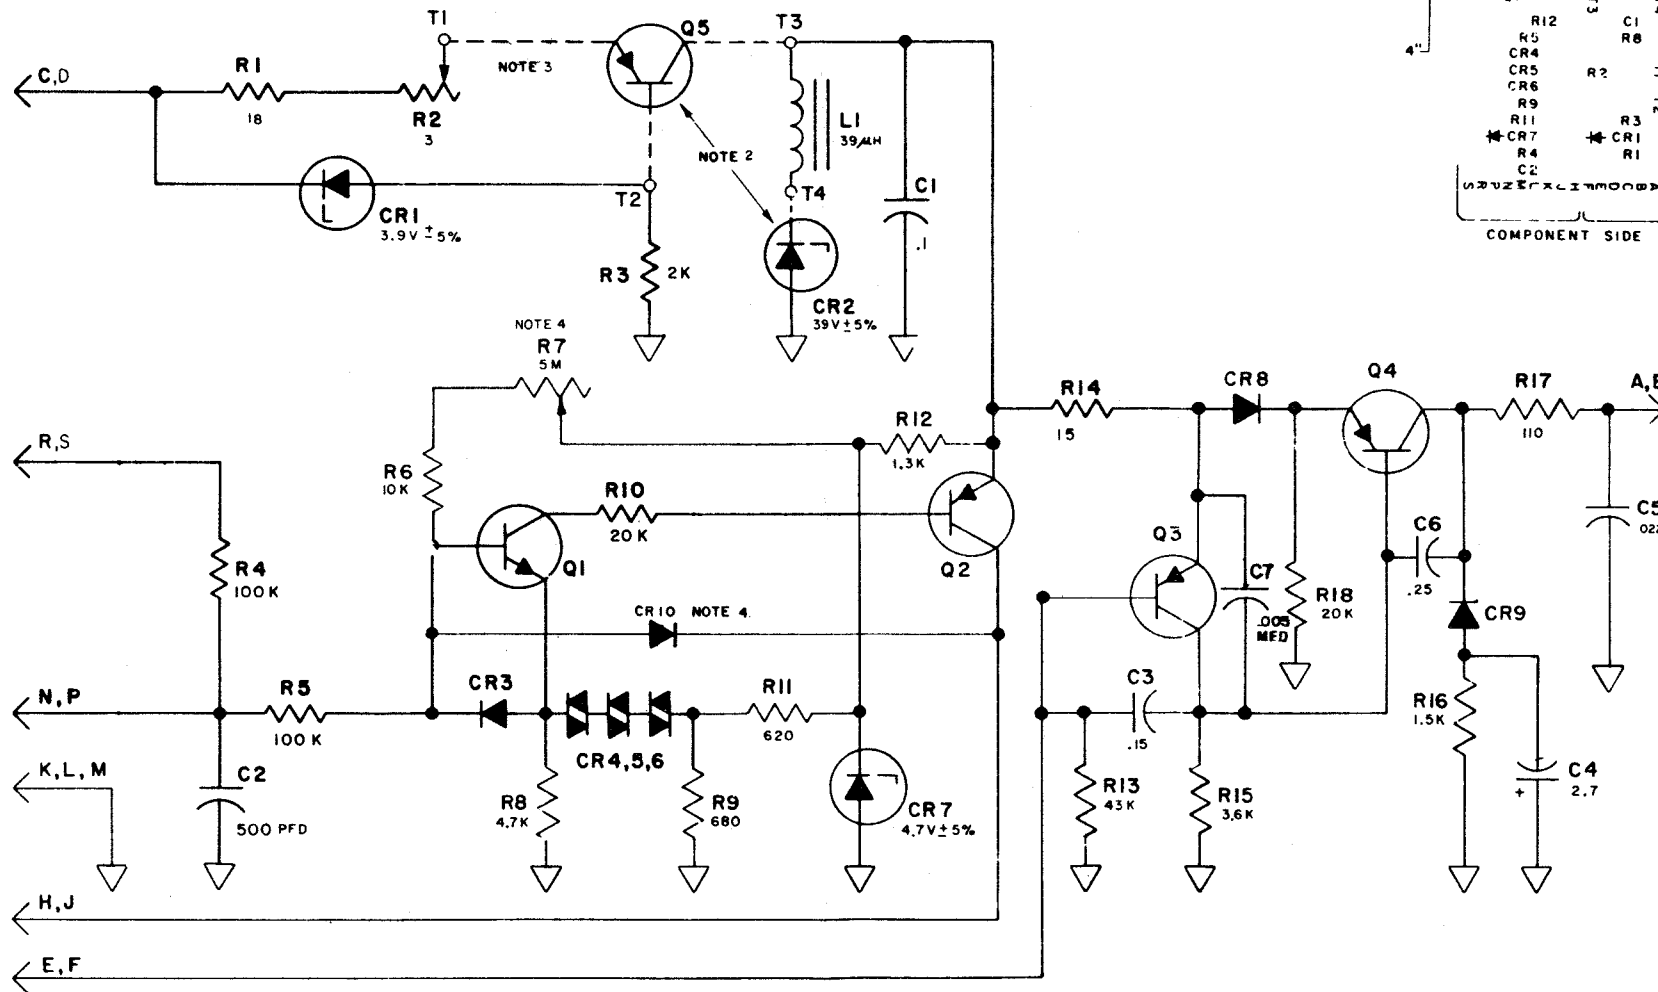 T1
Q5
T3
NOTE 3
C,D
R1
18
R2
3
L1
39µH
NOTE 2
CR1
3.9V ±5%
T2
T4
C1
.1
R3
2K
CR2
39V±5%
R12
C1
R5
R8
CR4
4"
CR5
R2
CR6
R9
R11
R3
CR7
CR1
R4
R1
C2
COMPONENT SIDE
NOTE 4
R7
5M
R14
15
CR8
Q4
R17
110
R12
1.3K
R,S
R6
10K
R10
20K
Q1
Q2
Q3
C7
.005
MFD
R18
20K
C6
.25
CR9
C5
R4
100K
CR10 NOTE 4
N,P
R5
100K
CR3
CR4,5,6
R11
620
C3
.15
R16
1.5K
K,L,M
C2
500 PFD
R8
4.7K
R9
680
CR7
4.7V±5%
R13
43K
R15
3.6K
C4
2.7
+
H,J
E,F